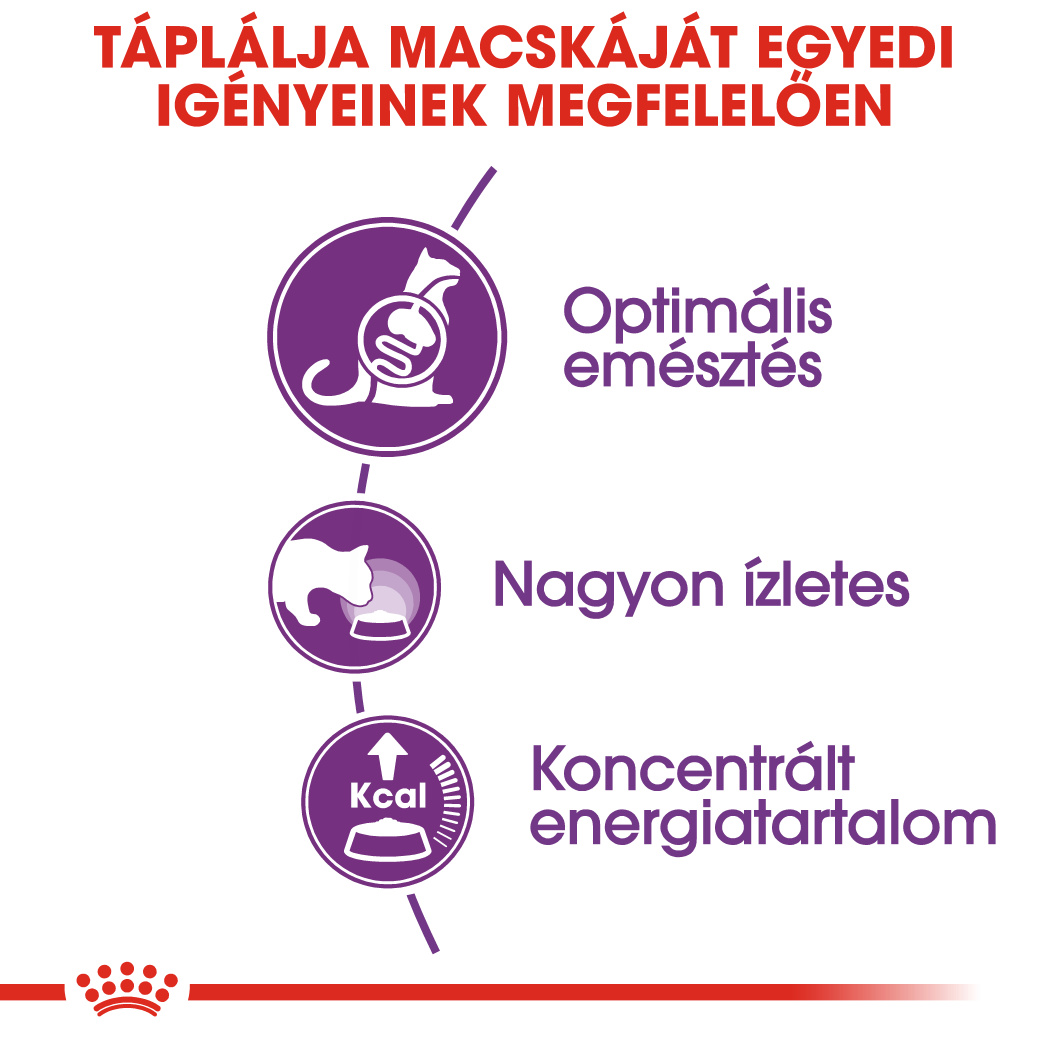 TÁPLÁLJA MACSKÁJÁT EGYEDI
IGÉNYEINEK MEGFELELŐEN
Optimális
emésztés
Nagyon ízletes
Kcal
Koncentrált
energiatartalom